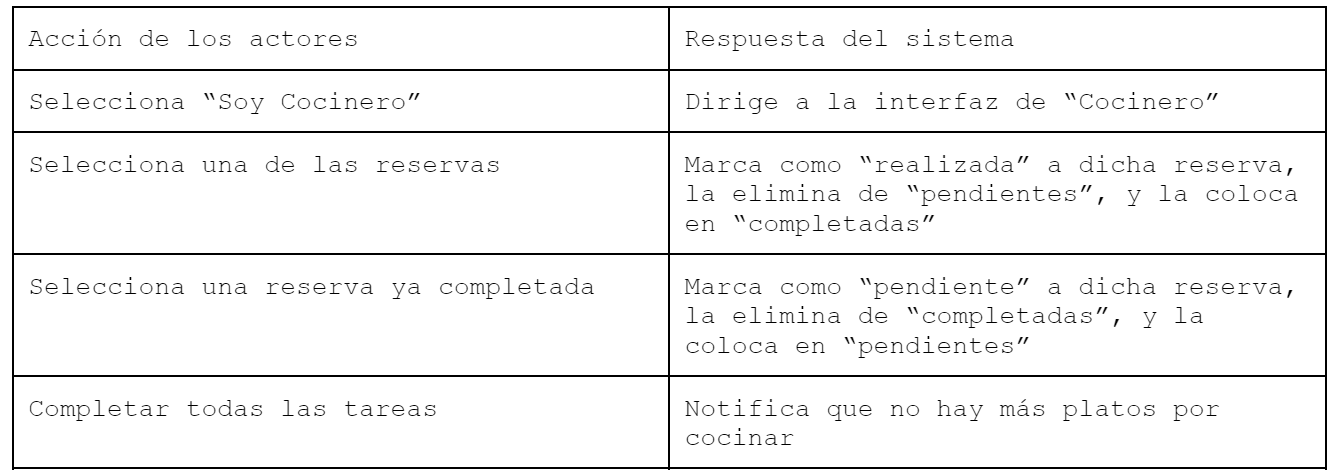 Acción de los actores
Respuesta del sistema
Selecciona “Soy Cocinero”
Dirige a la interfaz de “Cocinero”
Selecciona una de las reservas
Marca como “realizada” a dicha reserva,
la elimina de “pendientes”, y la coloca
en “completadas”
Selecciona una reserva ya completada
Marca como “pendiente” a dicha reserva,
la elimina de “completadas”, y la
coloca en “pendientes”
Completar todas las tareas
Notifica que no hay más platos por
cocinar